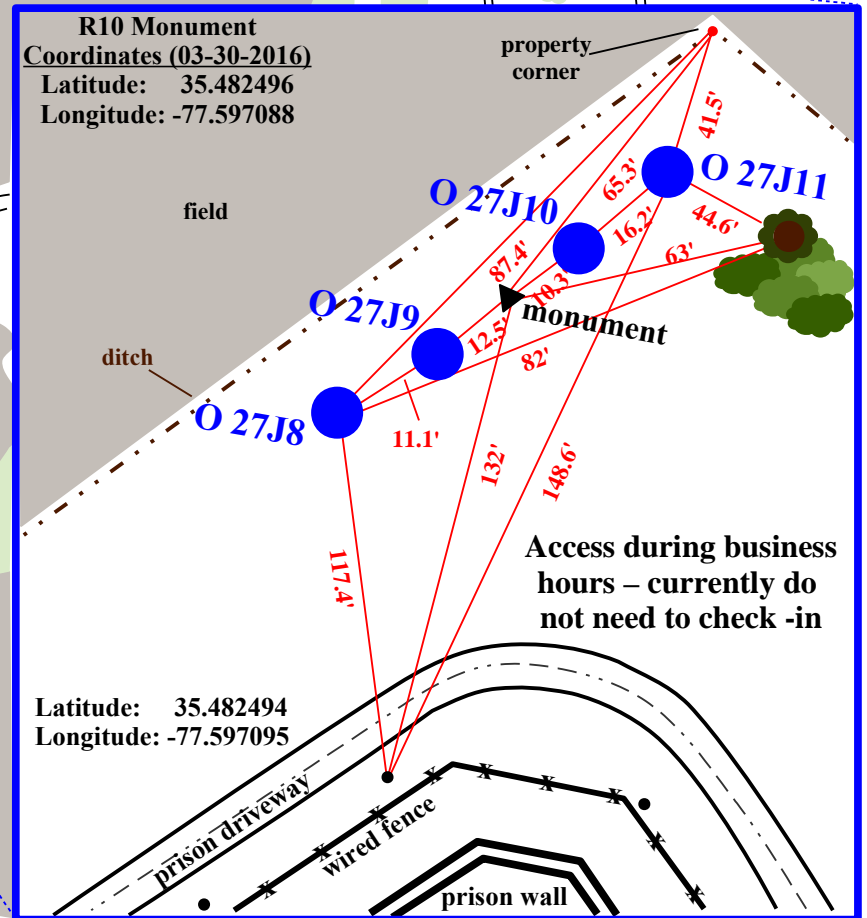 R10 Monument
Coordinates (03-30-2016)
Latitude: 35.482496
Longitude: -77.597088
property
corner
41.5'
O 27J11
65.3'
O 27J10
16.2'
44.6'
field
63'
87.4'
10.3'
O 27J9
monument
12.5'
82'
ditch
O 27J8
11.1'
132'
148.6'
117.4'
Access during business
hours – currently do
not need to check -in
Latitude: 35.482494
Longitude: -77.597095
prison driveway
x x x x x x x x x
wired fence
prison wall